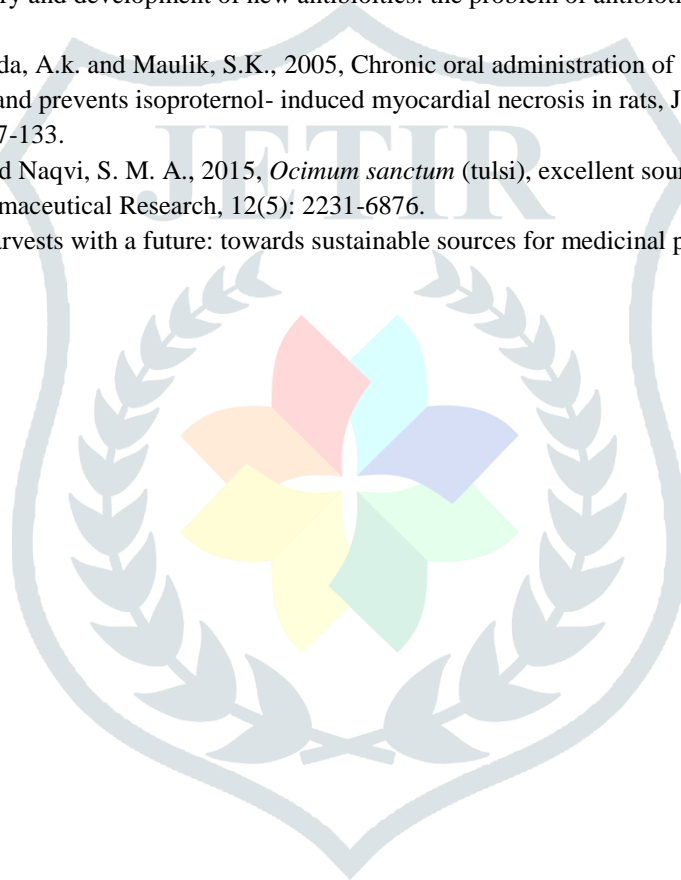 ry and development of new antibiotics: the problem of antibioti
da, A.k. and Maulik, S.K., 2005, Chronic oral administration of
and prevents isoproternol- induced myocardial necrosis in rats, J
7-133.
d Naqvi, S. M. A., 2015, Ocimum sanctum (tulsi), excellent sour
maceutical Research, 12(5): 2231-6876.
arvests with a future: towards sustainable sources for medicinal p
JETIR